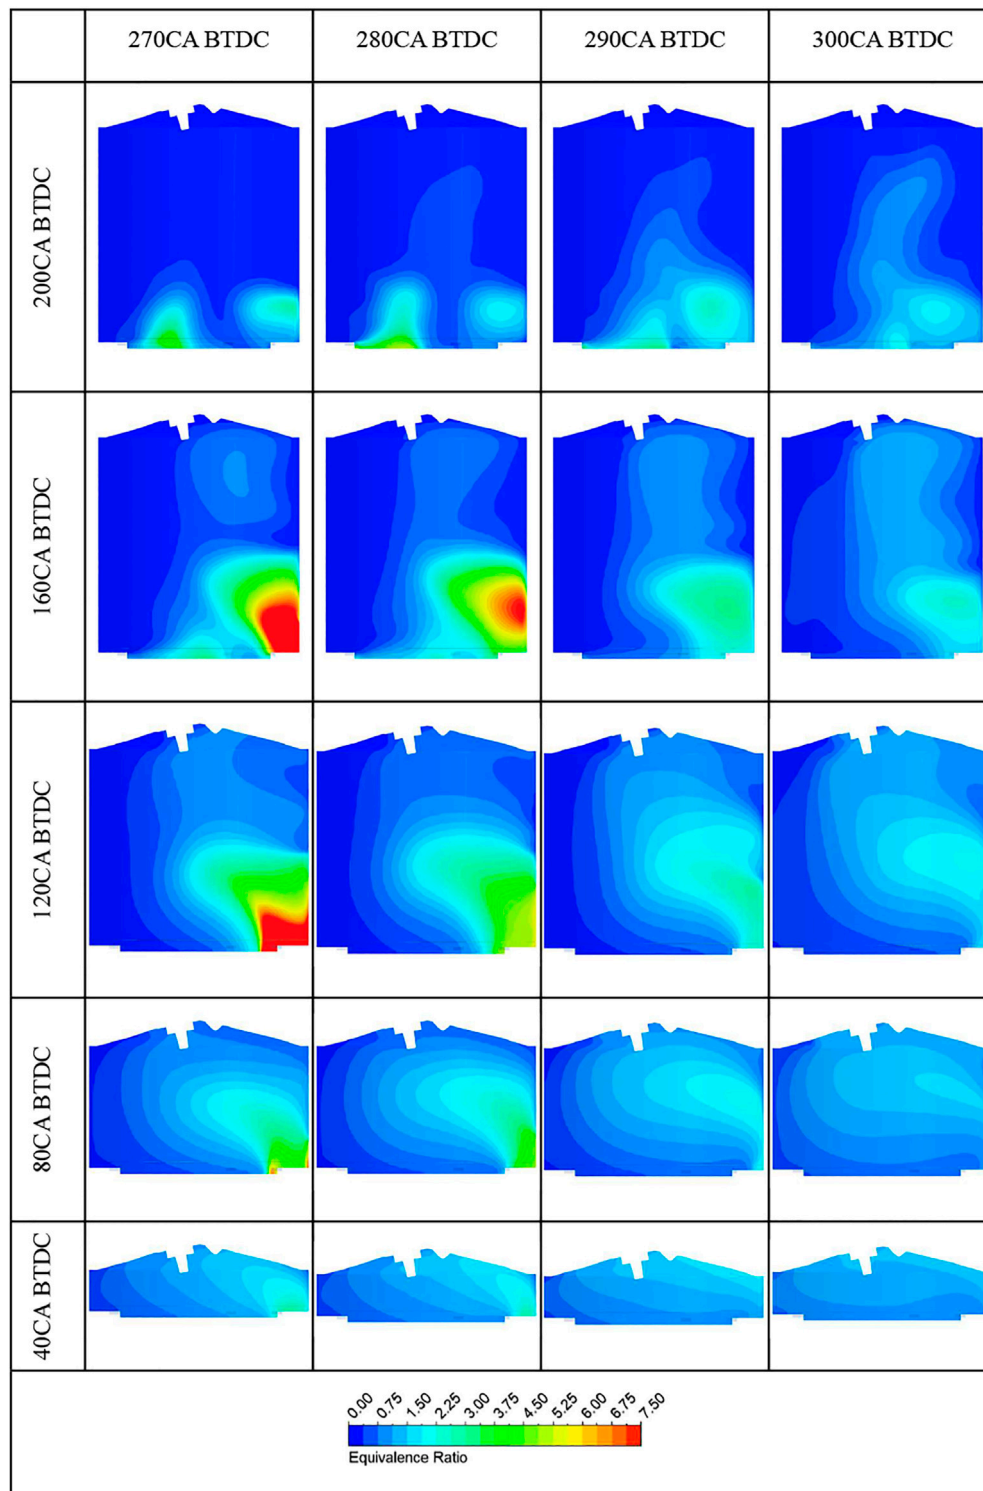 270CA BTDC 280CA BTDC 290CA BTDC 300CA BTDC
200CA BTDC
160CA BTDC
120CA BTDC
80CA BTDC
40CA BTDC
0.00 0.75 1.50 2.25 3.00 3.75 4.50 5.25 6.00 6.75 7.50
Equivalence Ratio